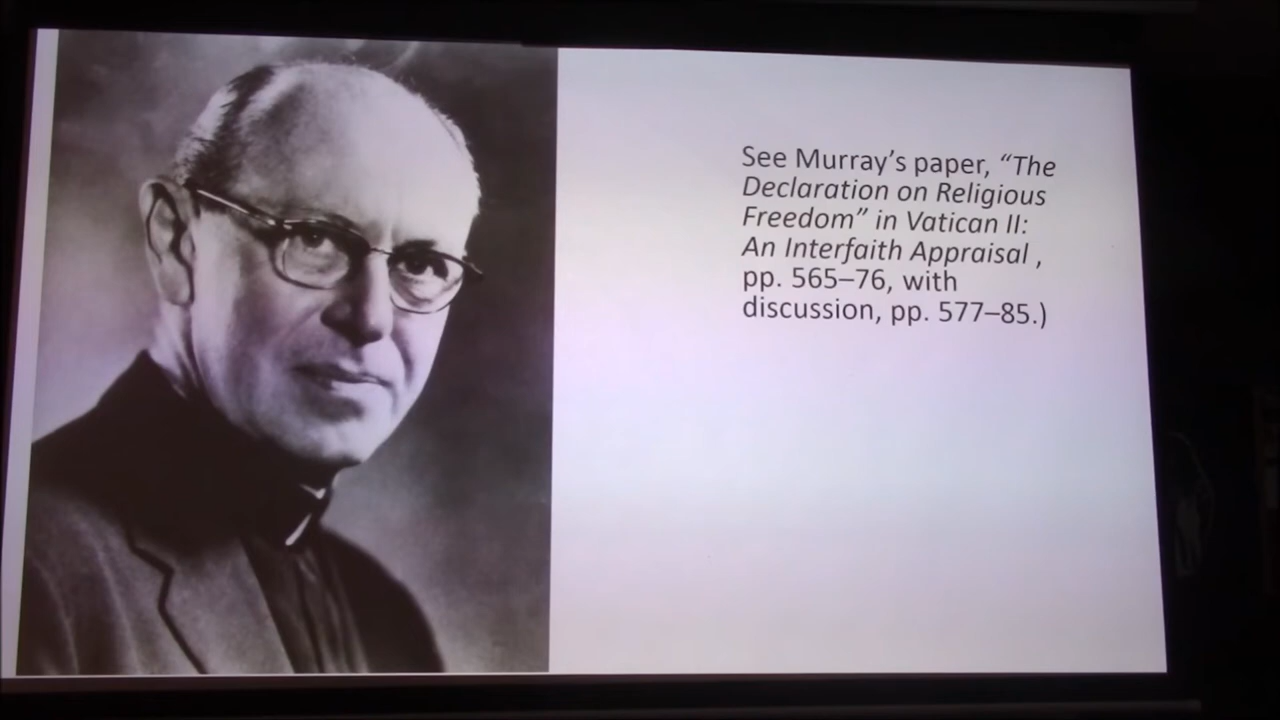 See Murray's paper, “The
Declaration on Religious
Freedom” in Vatican II:
An Interfaith Appraisal ,
pp. 565–76, with
discussion, pp. 577–85.)